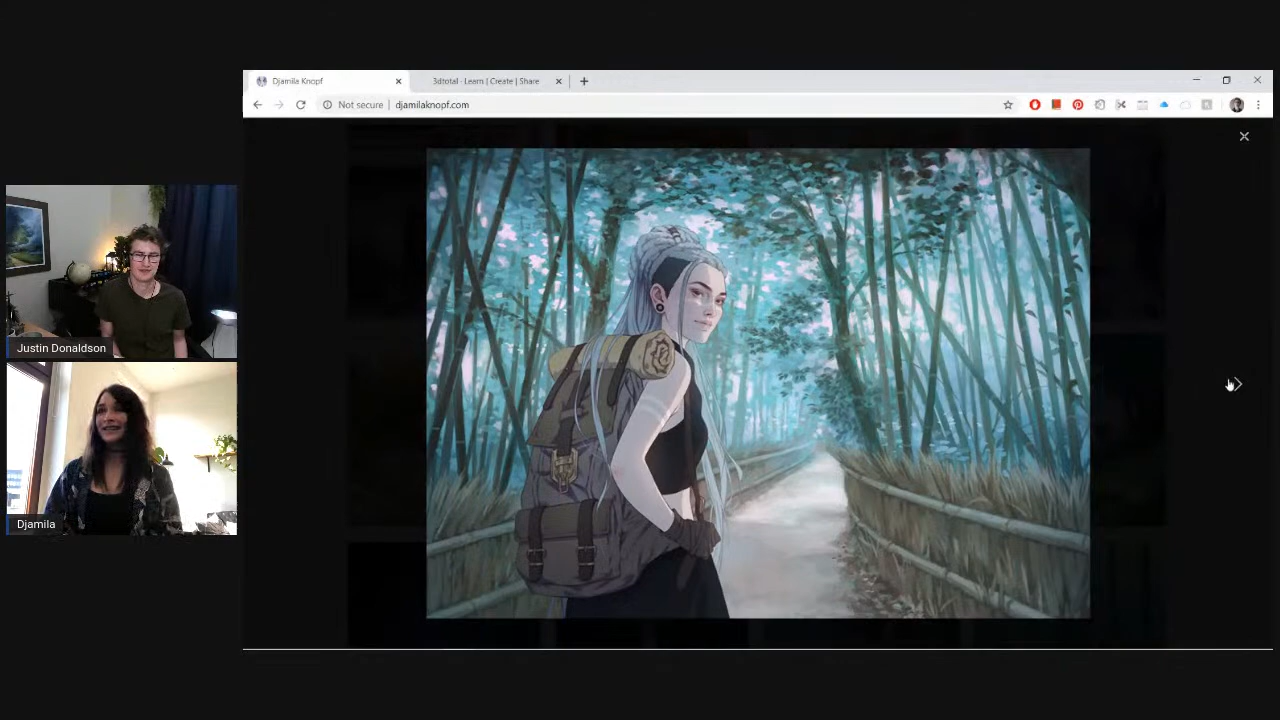 Djamila Knopf
3dtotal · Learn | Create | Share
Not secure
djamilaknopf.com
Justin Donaldson
Djamila